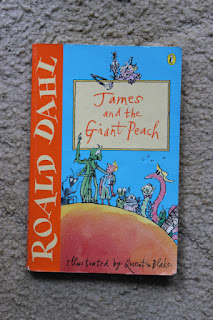 ROALD DAHL
James
and the
Giant Peach
illustrated by Quentin Blake